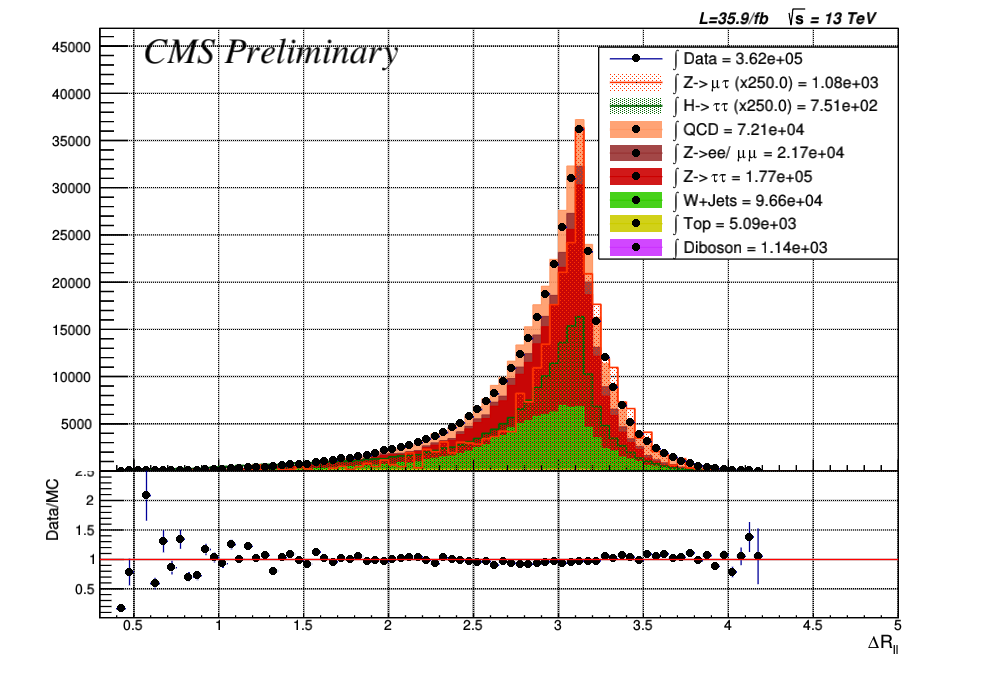 L=35.9/fb √s = 13 TeV
CMS Preliminary
45000
40000
35000
30000
25000
20000
15000
10000
5000
∫ Data = 3.62e+05
∫ Z->μτ (x250.0) = 1.08e+03
∫ H->ττ (x250.0) = 7.51e+02
∫ QCD = 7.21e+04
∫ Z->ee/ μμ = 2.17e+04
∫ Z->ττ = 1.77e+05
∫ W+Jets = 9.66e+04
∫ Top = 5.09e+03
∫ Diboson = 1.14e+03
Data/MC
2.5
2
1.5
1
0.5
0.5 1 1.5 2 2.5 3 3.5 4 4.5 5
ΔR_ll